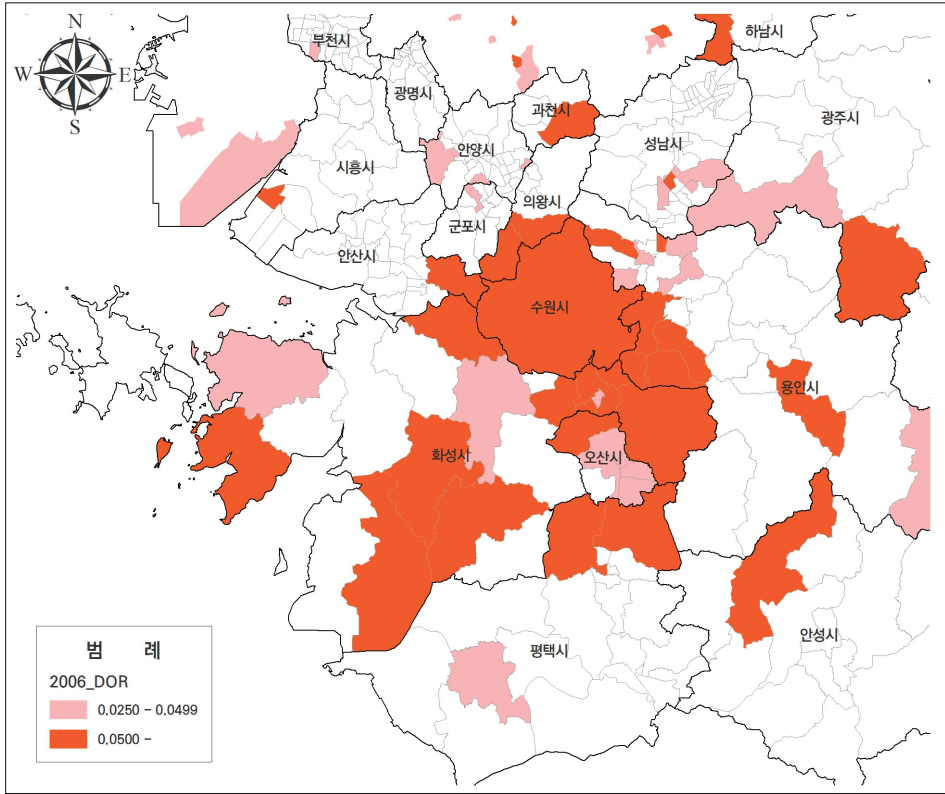 N
W E
S
부천시
하남시
광명시
과천시
광주시
안양시
성남시
시흥시
의왕시
군포시
안산시
수원시
용인시
화성시
오산시
평택시
안성시
범 례
2006_DOR
0.0250 - 0.0499
0.0500 -